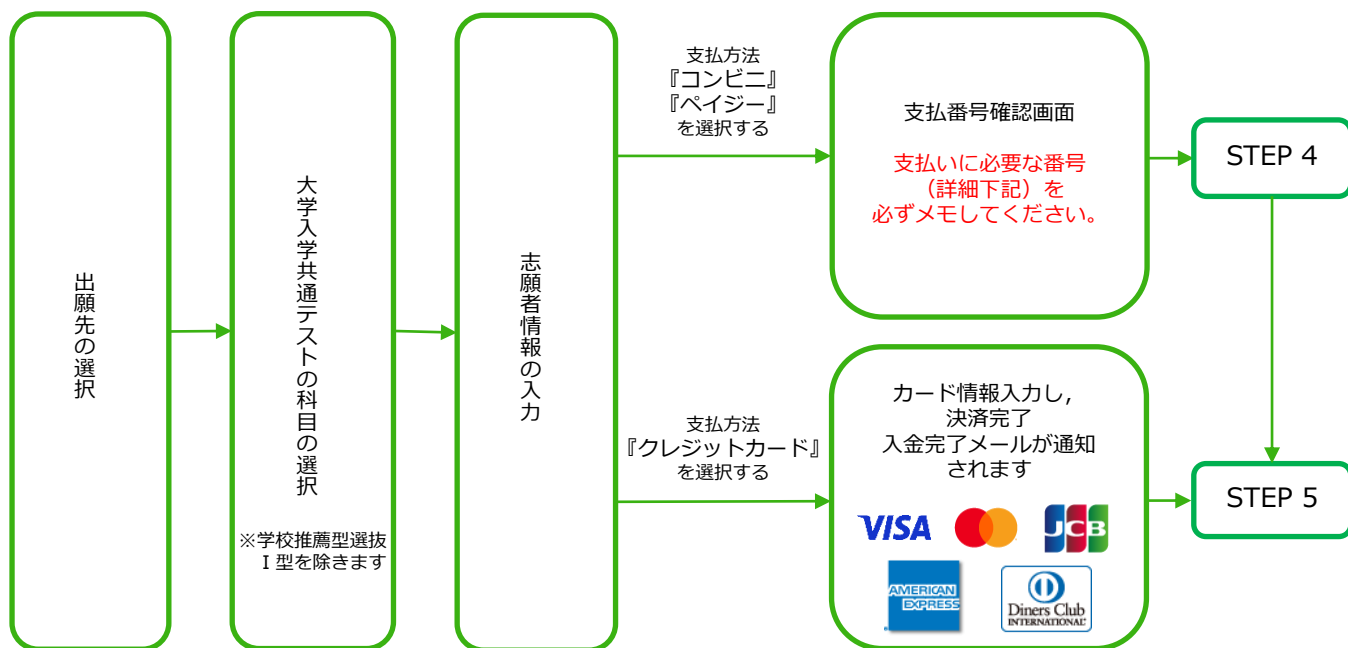 出願先の選択
大学入学共通テストの科目の選択
※学校推薦型選抜
Ⅰ型を除きます
志願者情報の入力
支払方法
『コンビニ』
『ペイジー』
を選択する
支払番号確認画面
支払いに必要な番号
（詳細下記）を
必ずメモしてください。
STEP 4
支払方法
『クレジットカード』
を選択する
カード情報入力し，
決済完了
入金完了メールが通知
されます
VISA
JCB
AMERICAN
EXPRESS
Diners Club
INTERNATIONAL
STEP 5